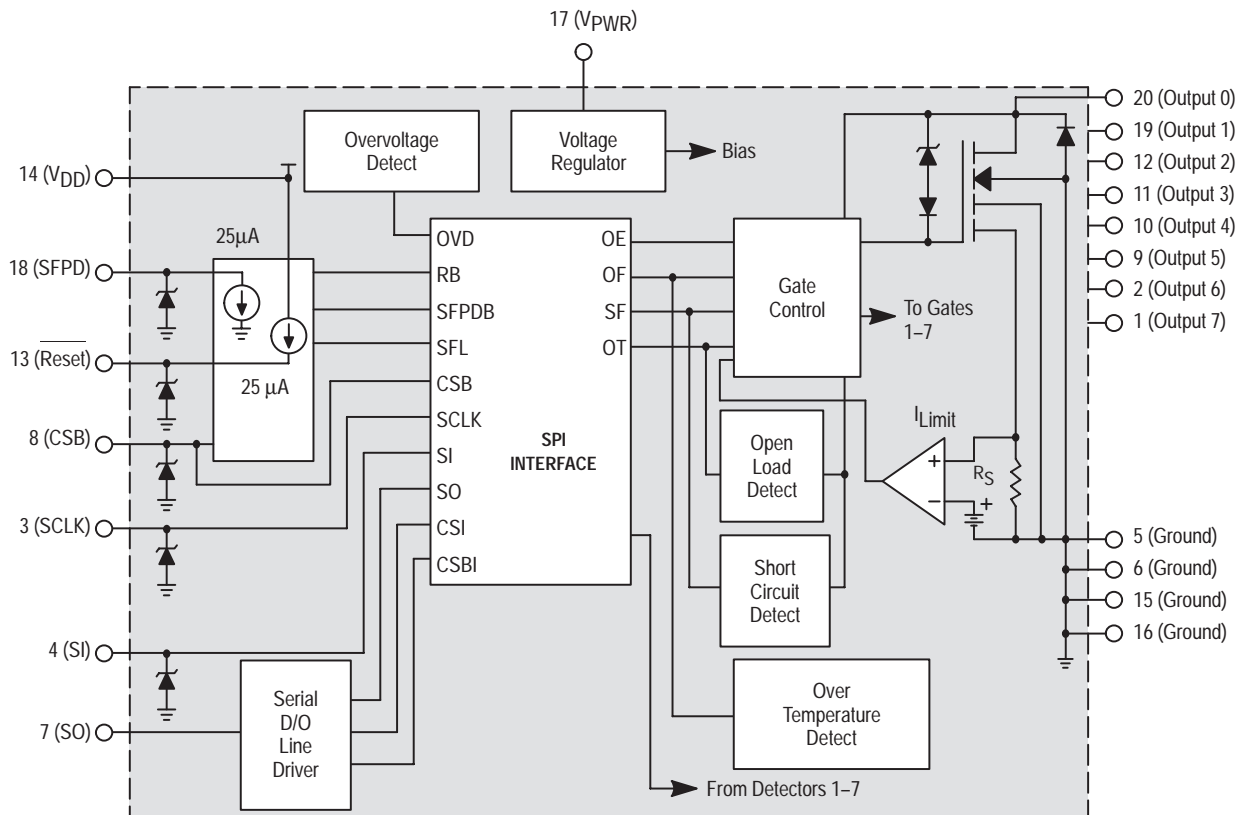 17 (VPWR)
20 (Output 0)
19 (Output 1)
12 (Output 2)
11 (Output 3)
10 (Output 4)
9 (Output 5)
2 (Output 6)
1 (Output 7)
Overvoltage
Detect
Voltage
Regulator
Bias
14 (VDD)
25μA
18 (SFPD)
13 (Reset)
25 μA
8 (CSB)
3 (SCLK)
4 (SI)
7 (SO)
OVD
RB
SFPDB
SFL
CSB
SCLK
SI
SO
CSI
CSBI
SPI
INTERFACE
OE
OF
SF
OT
Gate
Control
To Gates
1–7
ILimit
+
–
RS
+
Open
Load
Detect
Short
Circuit
Detect
5 (Ground)
6 (Ground)
15 (Ground)
16 (Ground)
Over
Temperature
Detect
Serial
D/O
Line
Driver
From Detectors 1–7